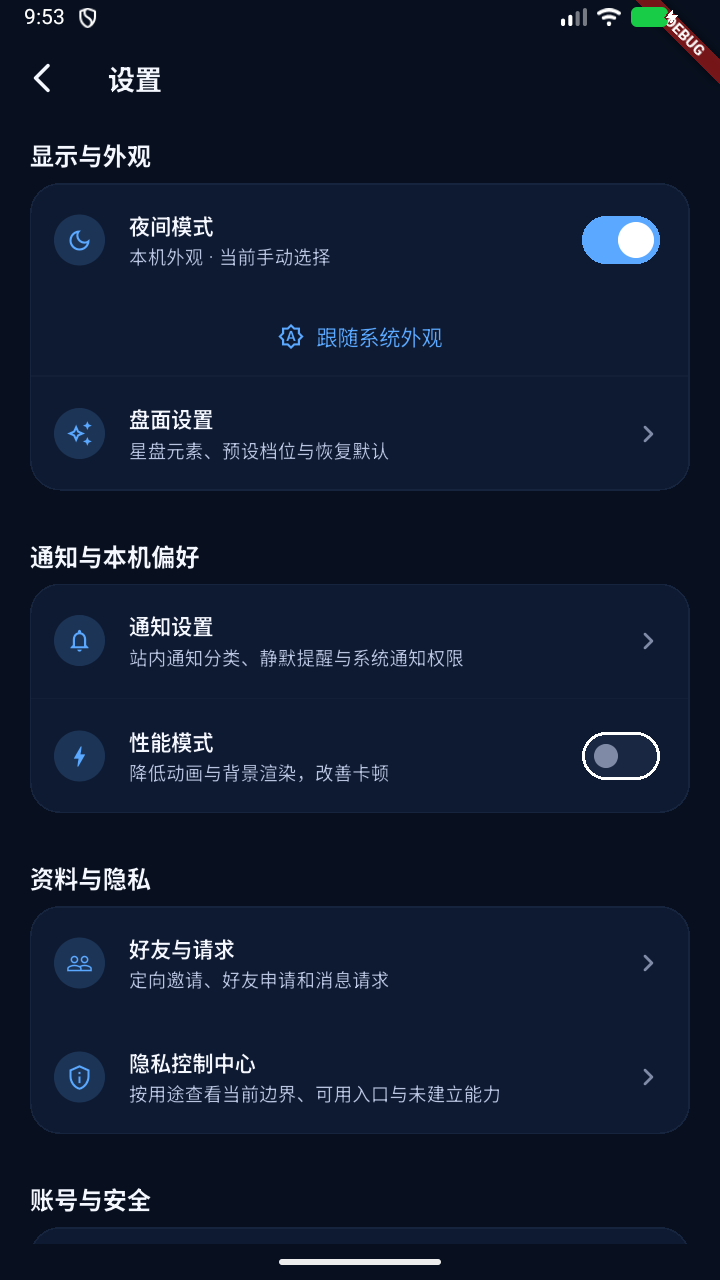 9:53
DEBUG
设置
显示与外观
夜间模式
本机外观 · 当前手动选择
跟随系统外观
盘面设置
星盘元素、预设档位与恢复默认
通知与本机偏好
通知设置
站内通知分类、静默提醒与系统通知权限
性能模式
降低动画与背景渲染，改善卡顿
资料与隐私
好友与请求
定向邀请、好友申请和消息请求
隐私控制中心
按用途查看当前边界、可用入口与未建立能力
账号与安全